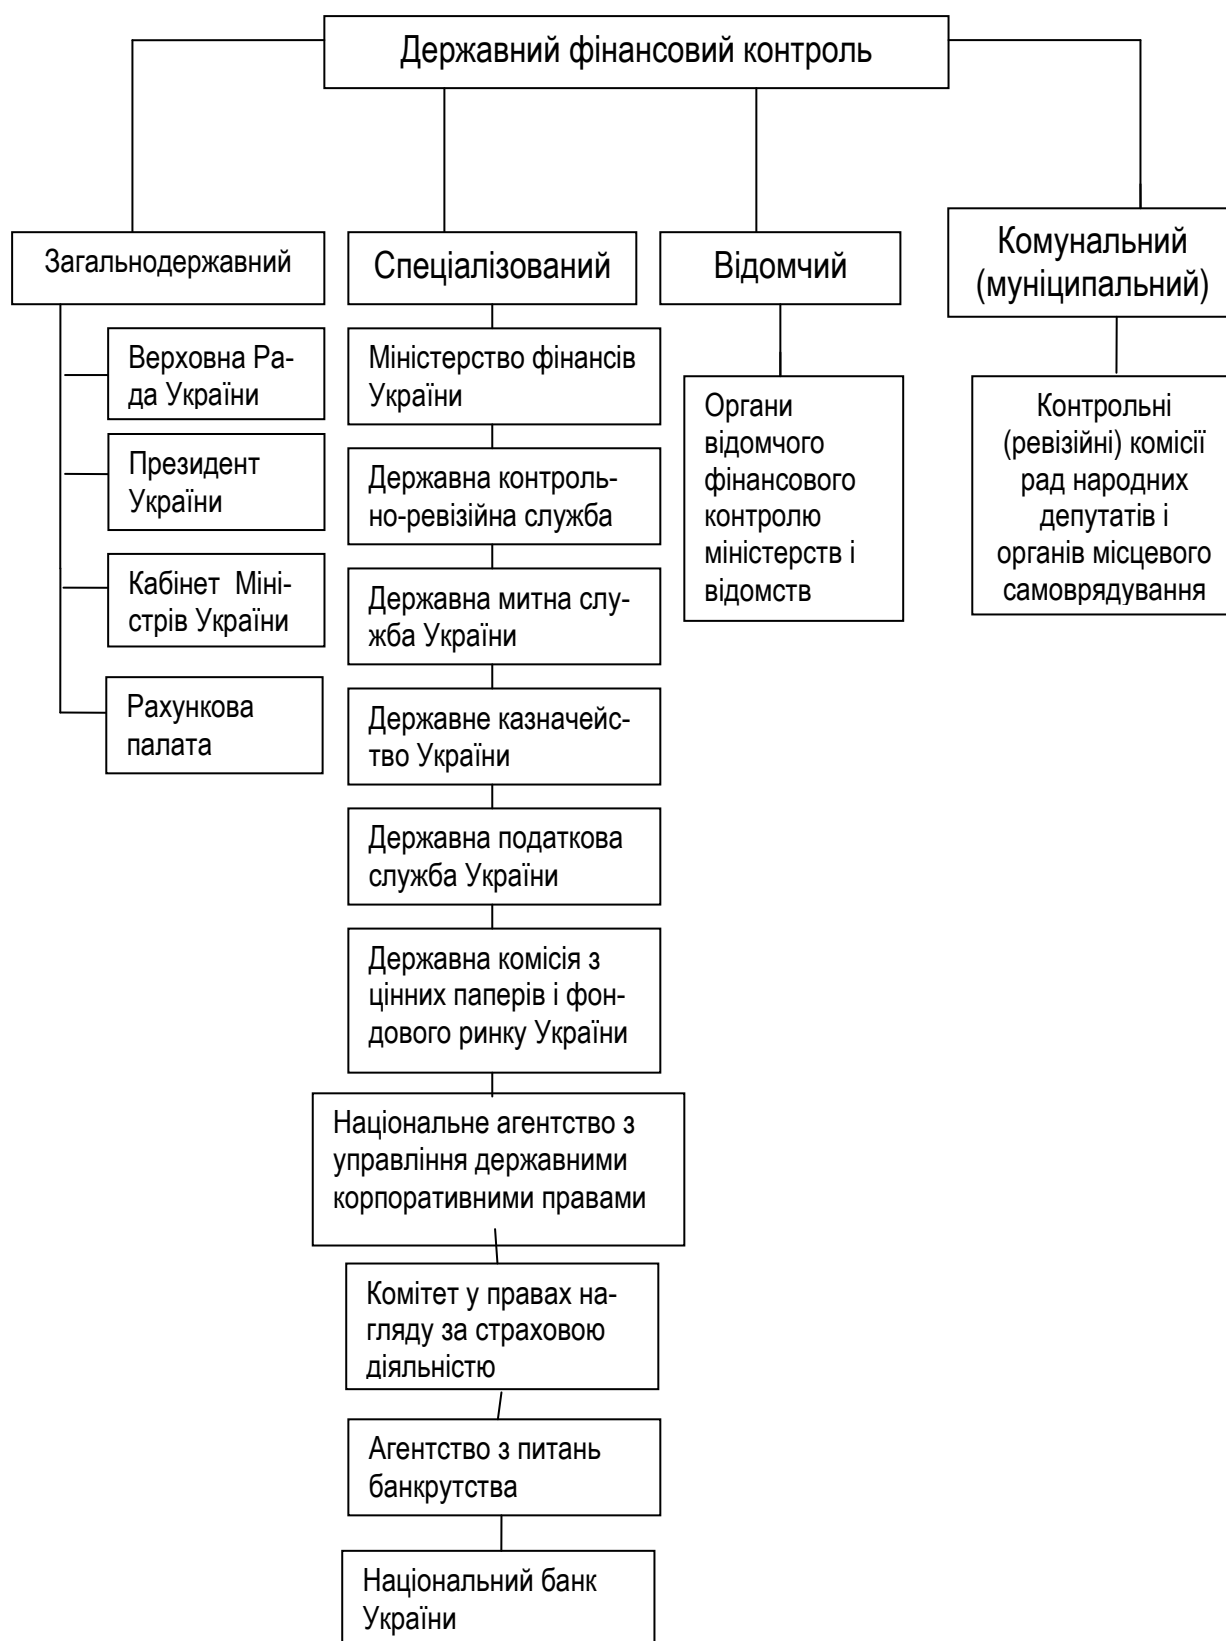 Державний фінансовий контроль
Загальнодержавний
Верховна Ра-
да України
Президент
України
Кабінет  Міні-
стрів України
Рахункова
палата
Спеціалізований
Міністерство фінансів
України
Державна контроль-
но-ревізійна служба
Державна митна слу-
жба України
Державне казначейс-
тво України
Державна податкова
служба України
Державна комісія з
цінних паперів і фон-
дового ринку України
Національне агентство з
управління державними
корпоративними правами
Комітет у правах на-
гляду за страховою
діяльністю
Агентство з питань
банкрутства
Національний банк
України
Відомчий
Органи
відомчого
фінансового
контролю
міністерств і
відомств
Комунальний
(муніципальний)
Контрольні
(ревізійні) комісії
рад народних
депутатів і
органів місцевого
самоврядування